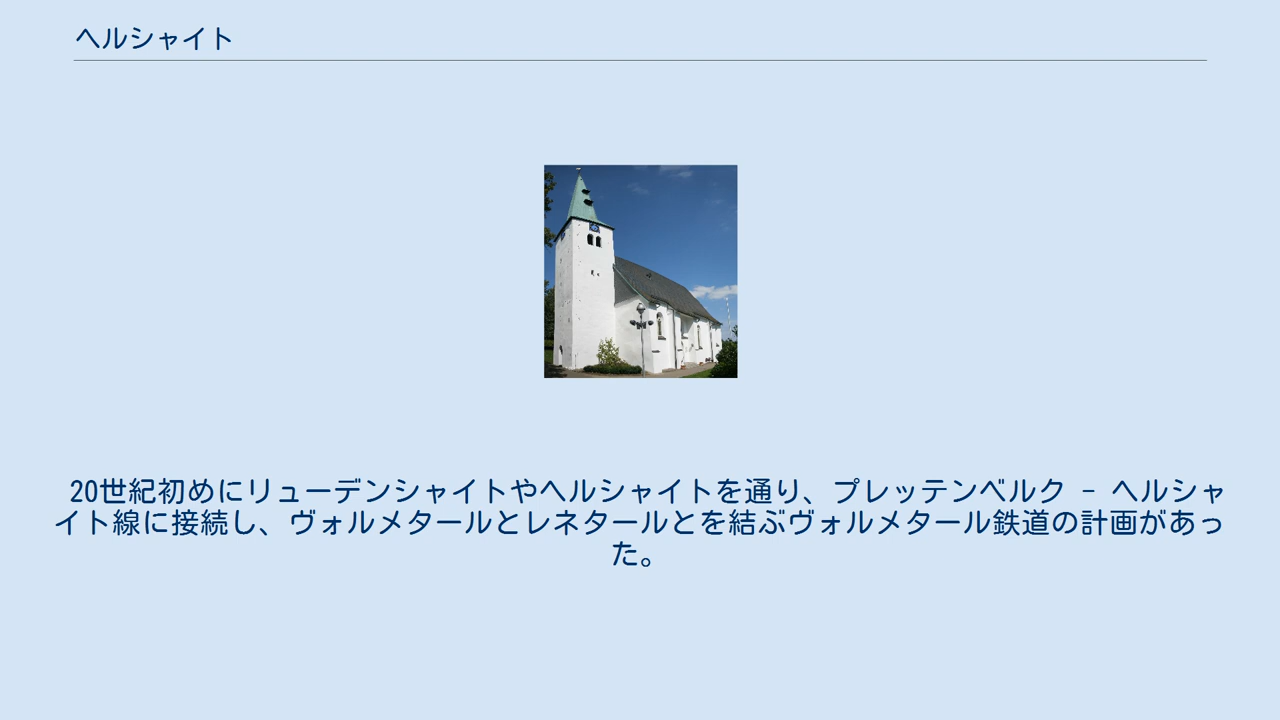 ヘルシャイト
20世紀初めにリューデンシャイトやヘルシャイトを通り、プレッテンベルク － ヘルシャ
イト線に接続し、ヴォルメタールとレネタールとを結ぶヴォルメタール鉄道の計画があっ
た。